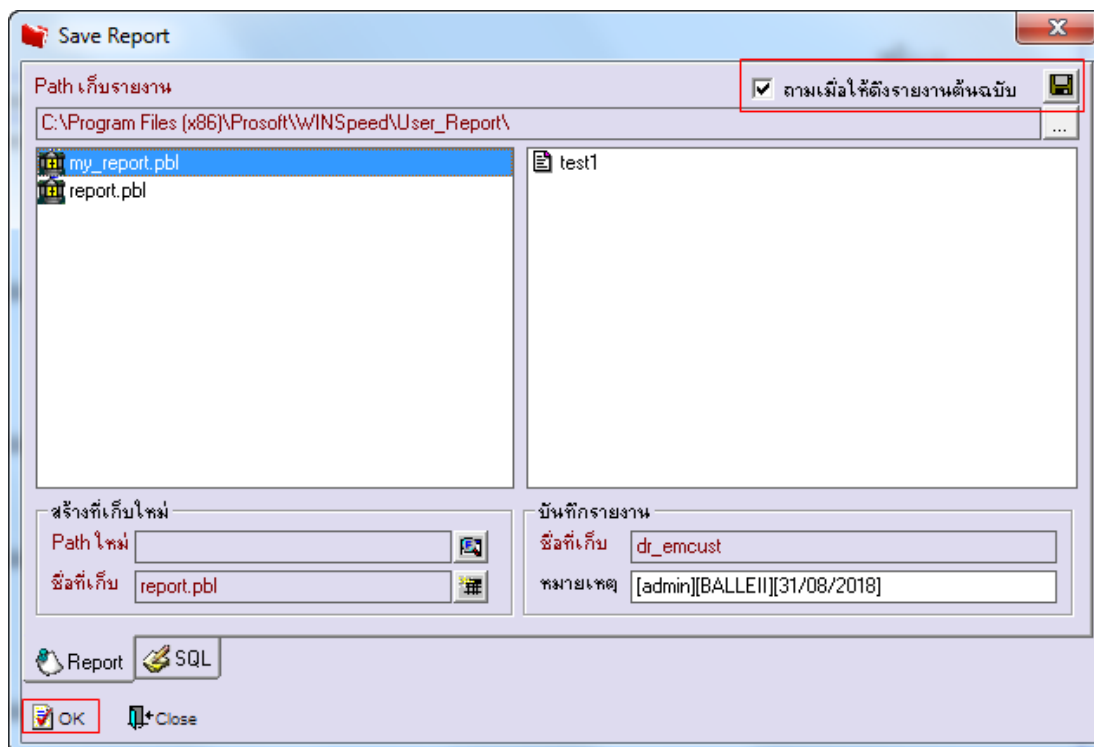 Save Report
Path เก็บรายงาน
ถามเมื่อให้ดึงรายงานต้นฉบับ
C:\Program Files (x86)\Prosoft\WINSpeed\User_Report\
...
my_report.pbl
report.pbl
test1
สร้างที่เก็บใหม่
Path ใหม่
ชื่อที่เก็บ report.pbl
บันทึกรายงาน
ชื่อที่เก็บ dr_emcust
หมายเหตุ [admin][BALLEII][31/08/2018]
Report
SQL
OK
Close